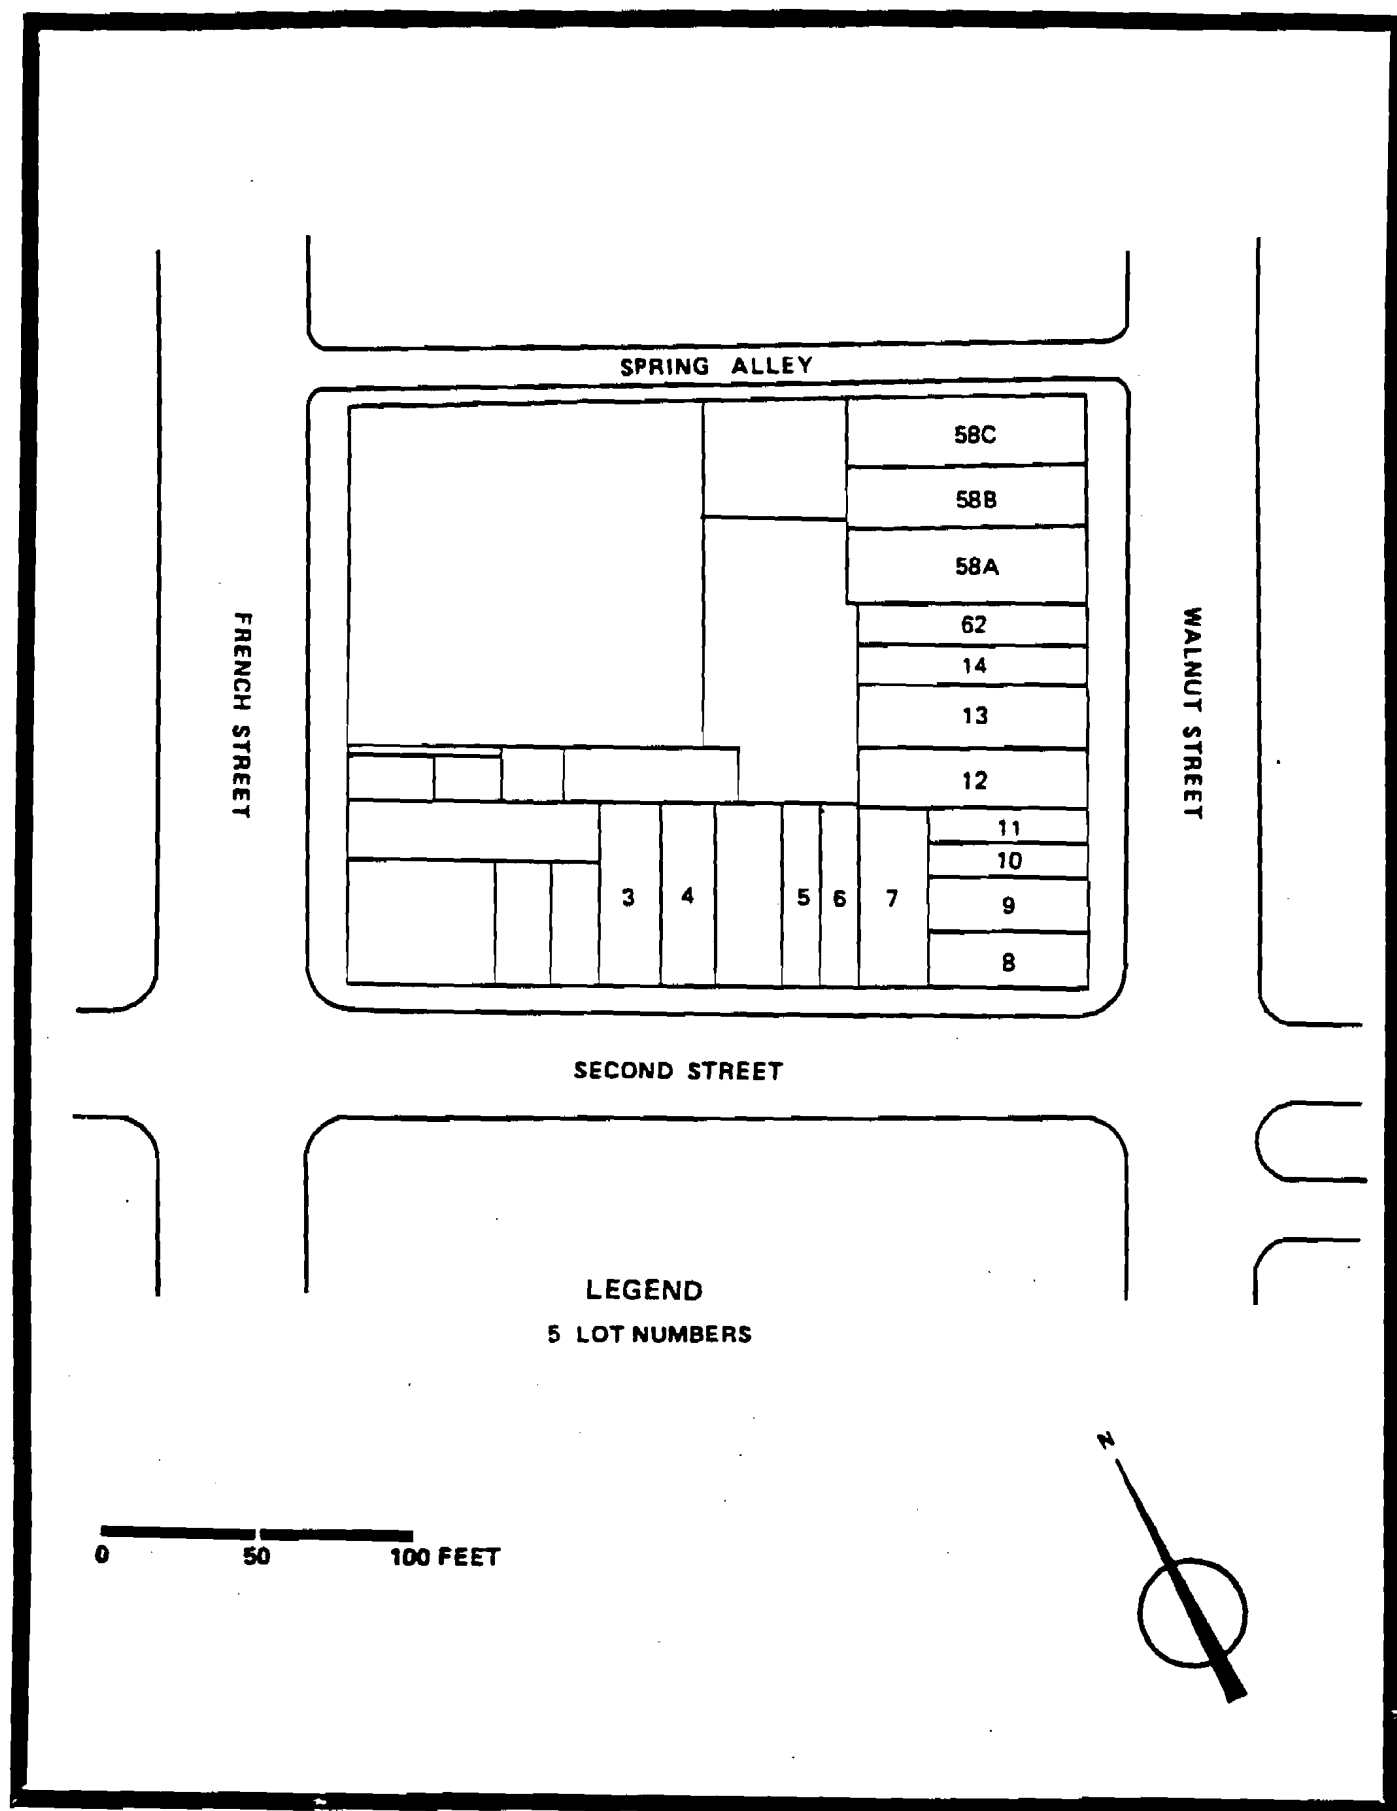 SPRING ALLEY
58C
58B
58A
62
14
13
12
11
10
9
8
3 4 5 6 7
FRENCH STREET
WALNUT STREET
SECOND STREET
LEGEND
5 LOT NUMBERS
N
0 50 100 FEET